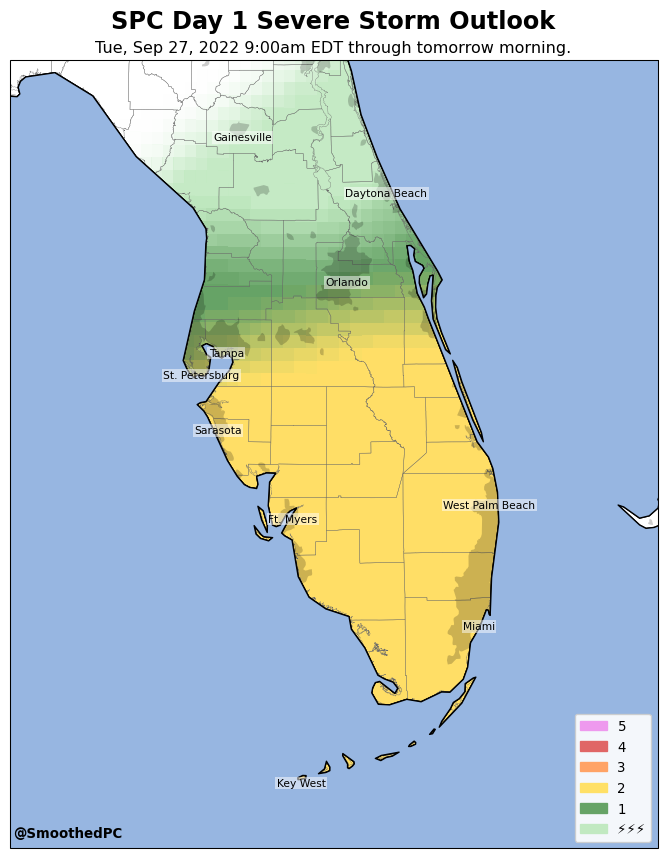 SPC Day 1 Severe Storm Outlook
Tue, Sep 27, 2022 9:00am EDT through tomorrow morning.
Gainesville
Daytona Beach
Orlando
Tampa
St. Petersburg
Sarasota
West Palm Beach
Ft. Myers
Miami
Key West
5
4
3
2
1
⚡⚡⚡
@SmoothedPC